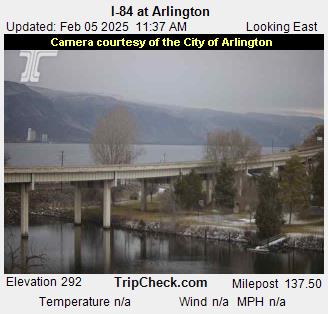 I-84 at Arlington
Updated: Feb 05 2025 11:37 AM Looking East
Camera courtesy of the City of Arlington
Elevation 292 TripCheck.com Milepost 137.50
Temperature n/a Wind n/a MPH n/a